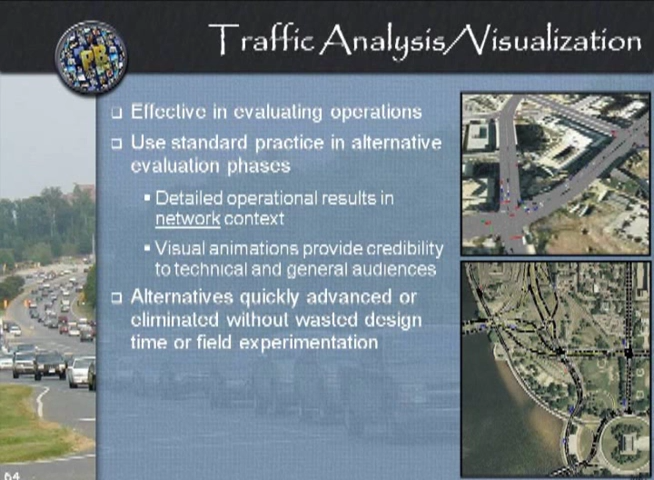 Traffic Analysis/Visualization
PB
Effective in evaluating operations
Use standard practice in alternative
evaluation phases
Detailed operational results in
network context
Visual animations provide credibility
to technical and general audiences
Alternatives quickly advanced or
eliminated without wasted design
time or field experimentation
64